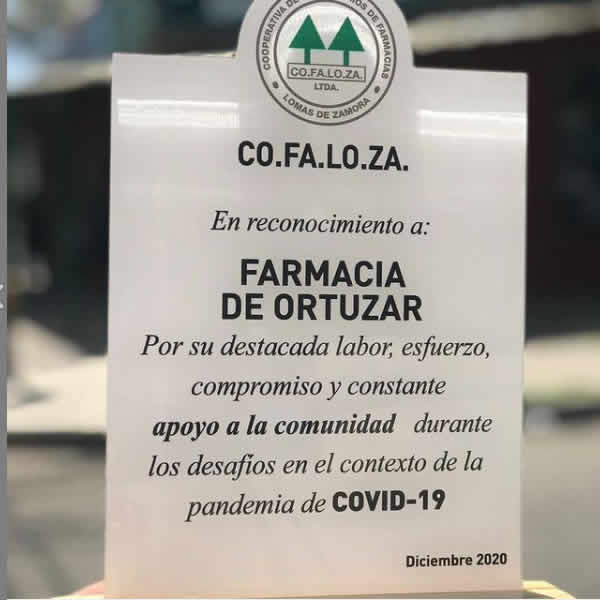 COOPERATIVA DE DE FARMACIAS
CO.FA.LO.ZA.
LTDA.
LOMAS DE ZAMORA
CO.FA.LO.ZA.
En reconocimiento a:
FARMACIA
DE ORTUZAR
Por su destacada labor, esfuerzo,
compromiso y constante
apoyo a la comunidad durante
los desafíos en el contexto de la
pandemia de COVID-19
Diciembre 2020